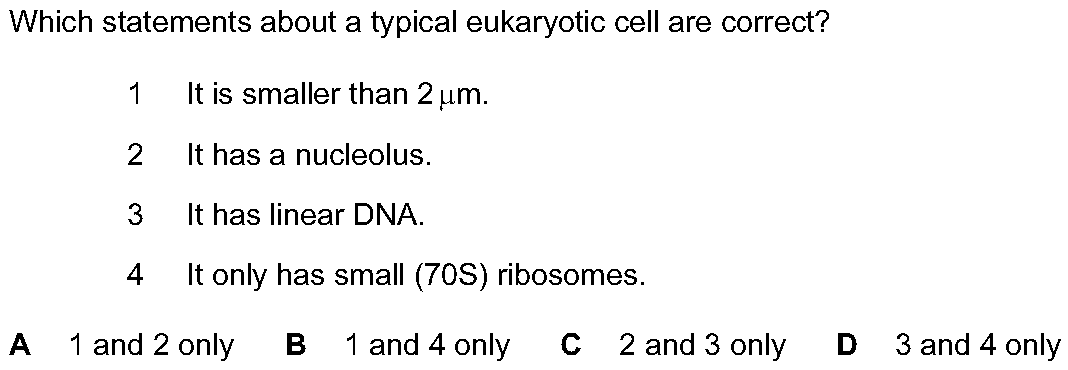 Which statements about a typical eukaryotic cell are correct?
1 It is smaller than 2 μm.
2 It has a nucleolus.
3 It has linear DNA.
4 It only has small (70S) ribosomes.
A 1 and 2 only B 1 and 4 only C 2 and 3 only D 3 and 4 only